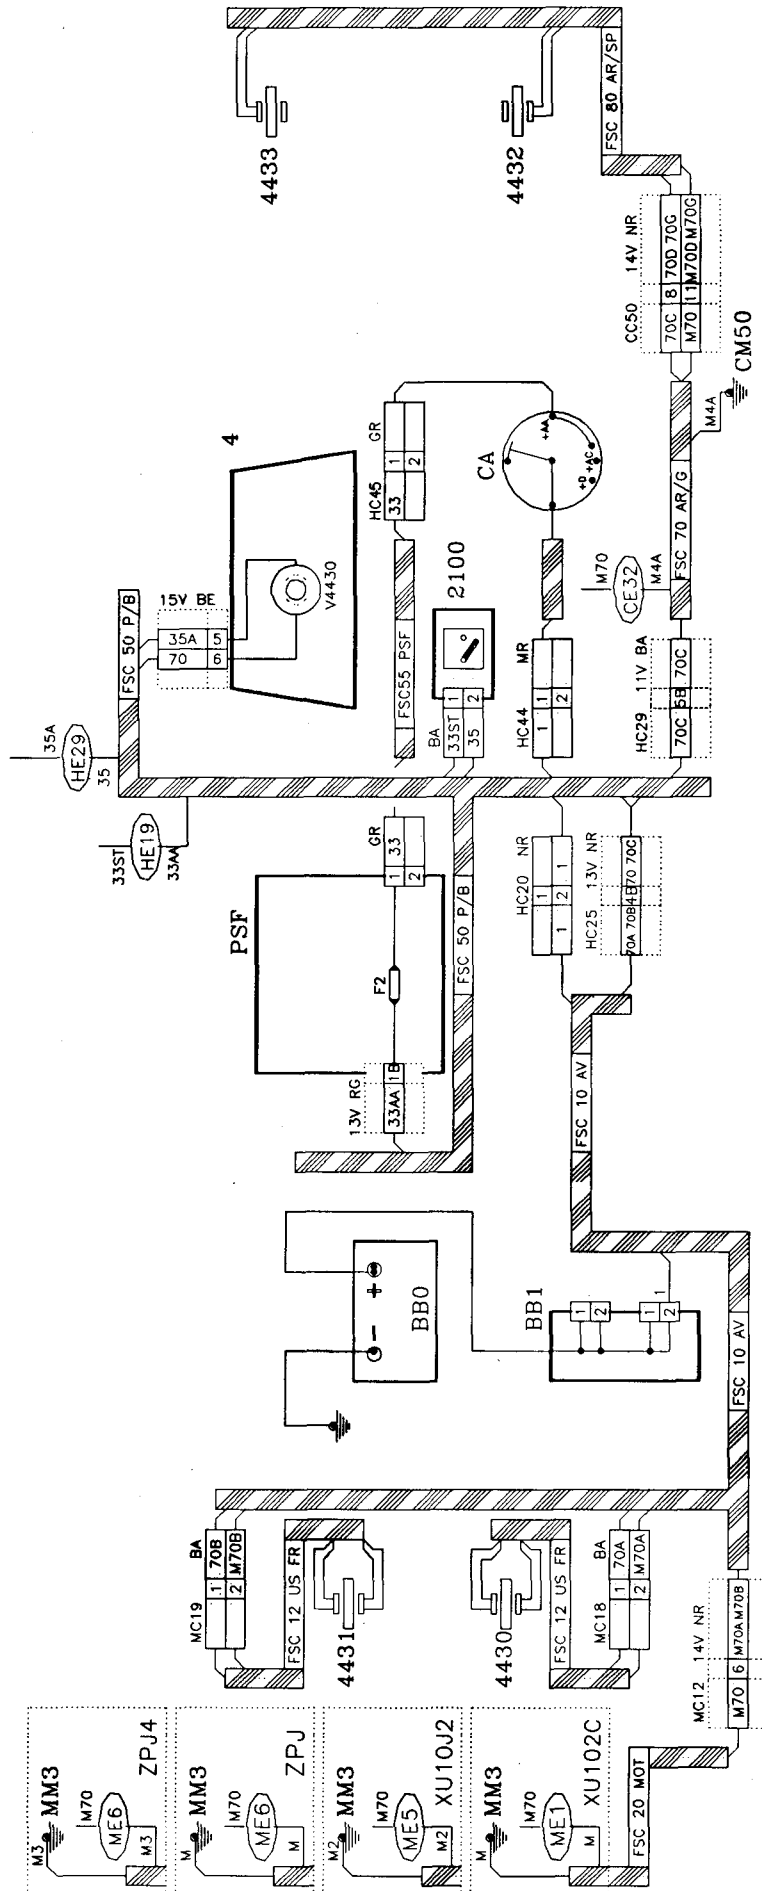 FSC 80 AR/SP
4433
4432
CC50 14V NR
70C 8 70D 70G
M70 11 M70D M70G
CM50
M4A
4
HC45 GR
33 1
2
CA
+AA
+AC
+D
FSC 70 AR/G
M70
CE32
M4A
FSC 50 P/B
15V BE
35A 5
70 6
V4430
FSC55 PSF
2100
BA
33ST 1
35 2
HC44 MR
1 1
2
HC29 11V BA
70C 5B 70C
35A
HE29
35
33ST
HE19
33AA
PSF
GR
1 33
2
F2
13V RG
33AA 1B
FSC 50 P/B
HC20 NR
1
1 2 1
HC25 13V NR
70A 70B 4B 70 70C
FSC 10 AV
BB0
+
−
BB1
1
2
1
2
1
FSC 10 AV
MC19 BA
1 70B
2 M70B
FSC 12 US FR
4431
FSC 12 US FR
4430
MC18 BA
1 70A
2 M70A
MC12 14V NR
M70 6 M70A M70B
M3
MM3
M70
ME6
M3
ZPJ4
M
MM3
M70
ME6
M
ZPJ
M2
MM3
M70
ME5
M2
XU10J2
M
MM3
M70
ME1
M
XU102C
FSC 20 MOT